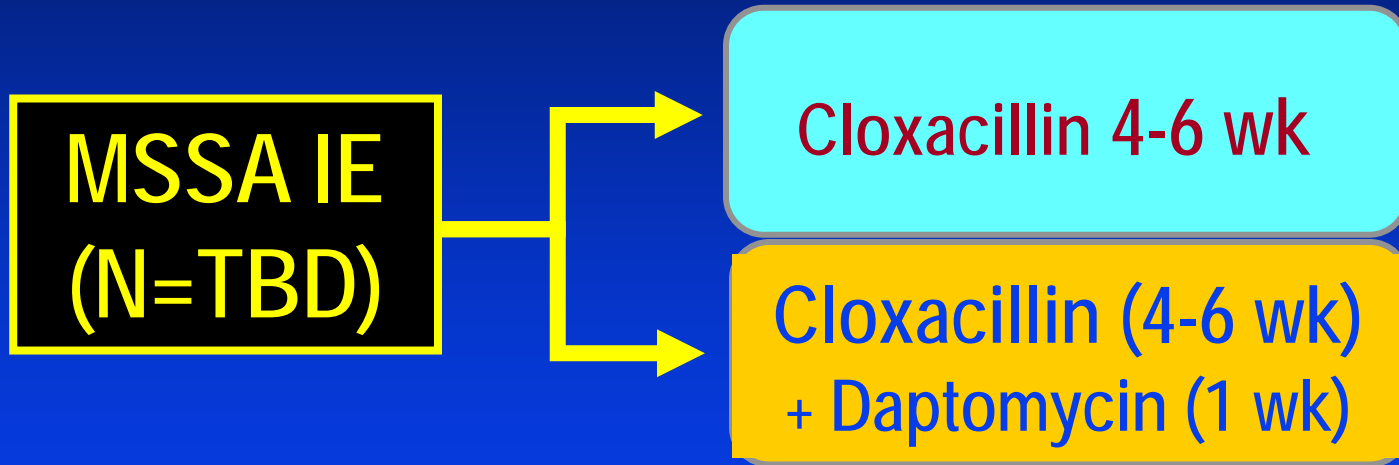 MSSA IE
(N=TBD)
Cloxacillin 4-6 wk
Cloxacillin (4-6 wk)
+ Daptomycin (1 wk)